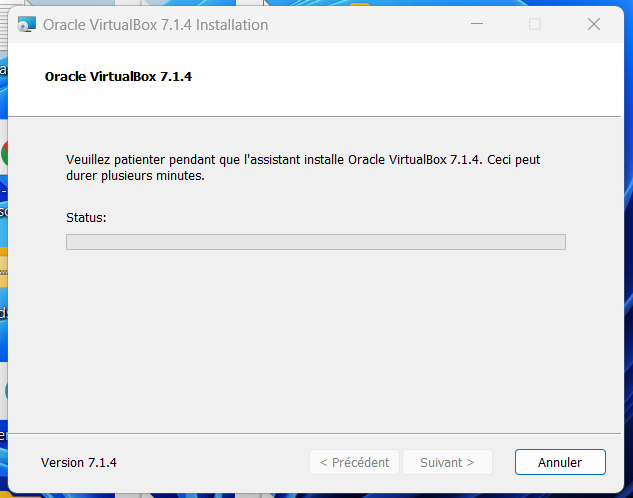 Oracle VirtualBox 7.1.4 Installation
Oracle VirtualBox 7.1.4
Veuillez patienter pendant que l'assistant installe Oracle VirtualBox 7.1.4. Ceci peut
durer plusieurs minutes.
Status:
Version 7.1.4
< Précédent
Suivant >
Annuler